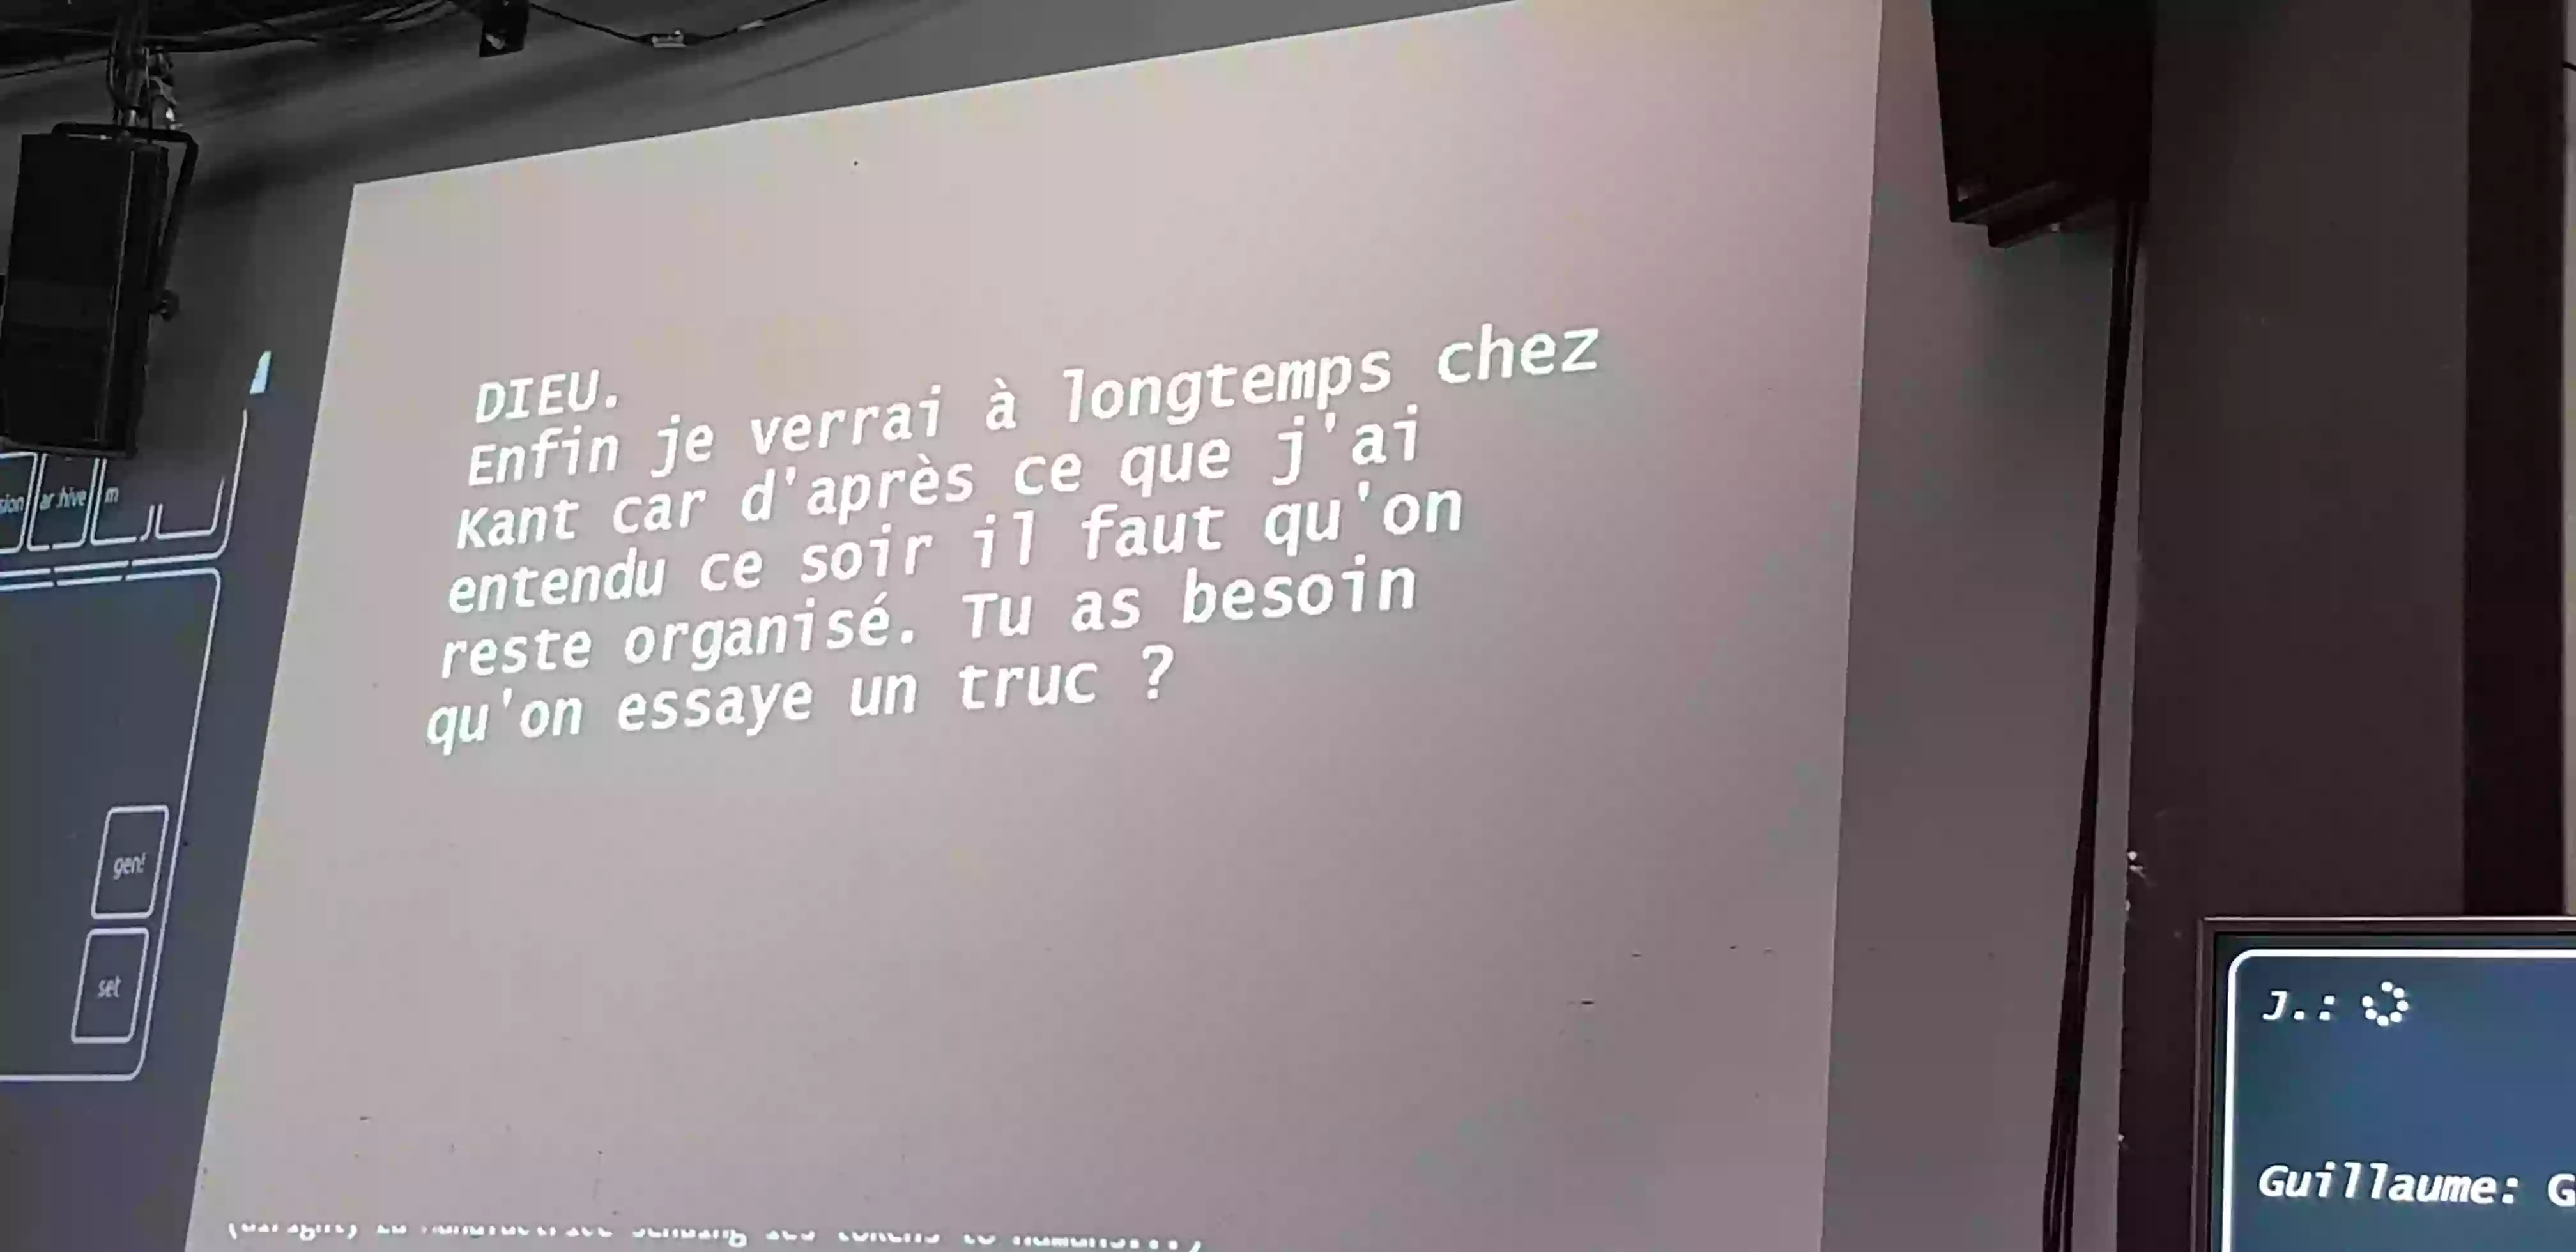 DIEU.
Enfin je verrai à longtemps chez
Kant car d'après ce que j'ai
entendu ce soir il faut qu'on
reste organisé. Tu as besoin
qu'on essaye un truc ?
m
gen!
set
J.:
Guillaume: G